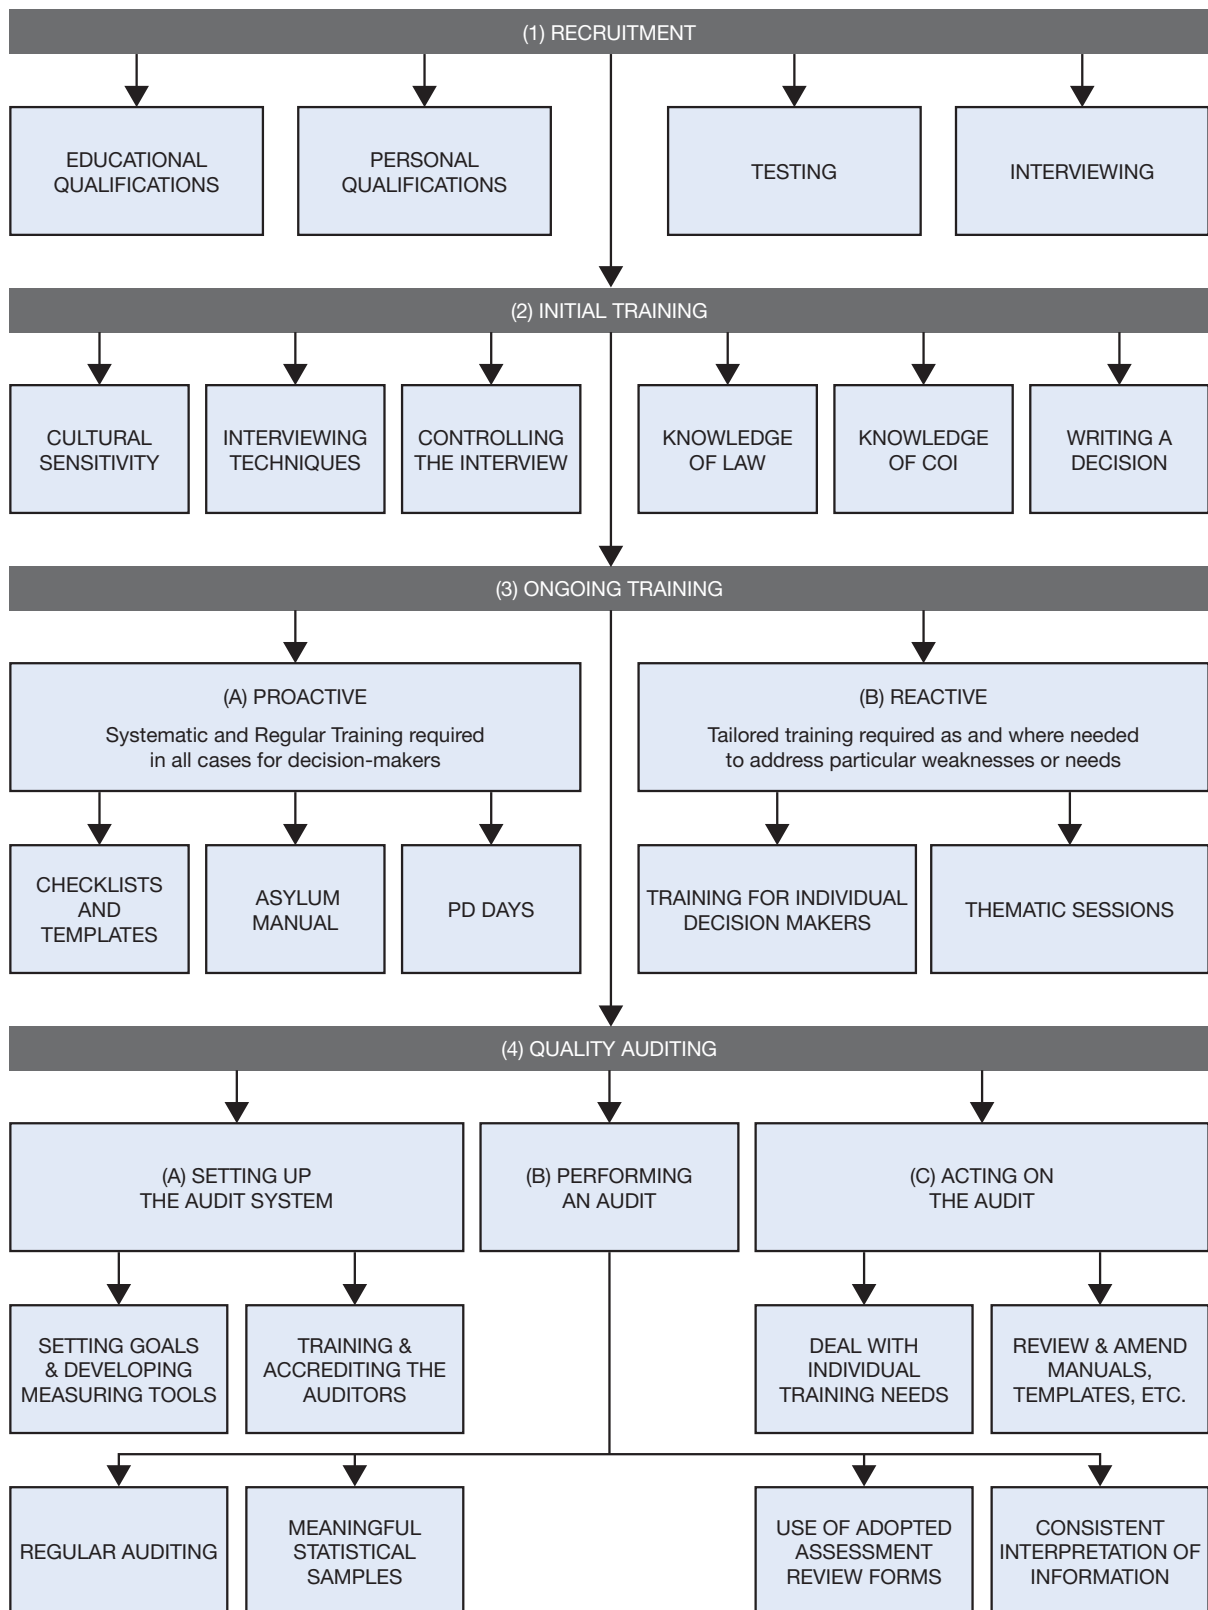 (1) RECRUITMENT
EDUCATIONAL
QUALIFICATIONS
PERSONAL
QUALIFICATIONS
TESTING
INTERVIEWING
(2) INITIAL TRAINING
CULTURAL
SENSITIVITY
INTERVIEWING
TECHNIQUES
CONTROLLING
THE INTERVIEW
KNOWLEDGE
OF LAW
KNOWLEDGE
OF COI
WRITING A
DECISION
(3) ONGOING TRAINING
(A) PROACTIVE
Systematic and Regular Training required
in all cases for decision-makers
(B) REACTIVE
Tailored training required as and where needed
to address particular weaknesses or needs
CHECKLISTS
AND
TEMPLATES
ASYLUM
MANUAL
PD DAYS
TRAINING FOR INDIVIDUAL
DECISION MAKERS
THEMATIC SESSIONS
(4) QUALITY AUDITING
(A) SETTING UP
THE AUDIT SYSTEM
(B) PERFORMING
AN AUDIT
(C) ACTING ON
THE AUDIT
SETTING GOALS
& DEVELOPING
MEASURING TOOLS
TRAINING &
ACCREDITING THE
AUDITORS
DEAL WITH
INDIVIDUAL
TRAINING NEEDS
REVIEW & AMEND
MANUALS,
TEMPLATES, ETC.
REGULAR AUDITING
MEANINGFUL
STATISTICAL
SAMPLES
USE OF ADOPTED
ASSESSMENT
REVIEW FORMS
CONSISTENT
INTERPRETATION OF
INFORMATION